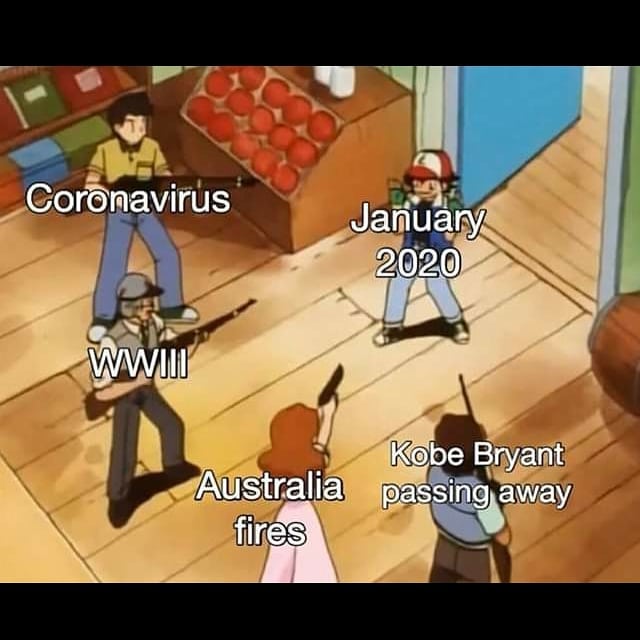 Coronavirus
January
2020
WWIII
Australia
fires
Kobe Bryant
passing away